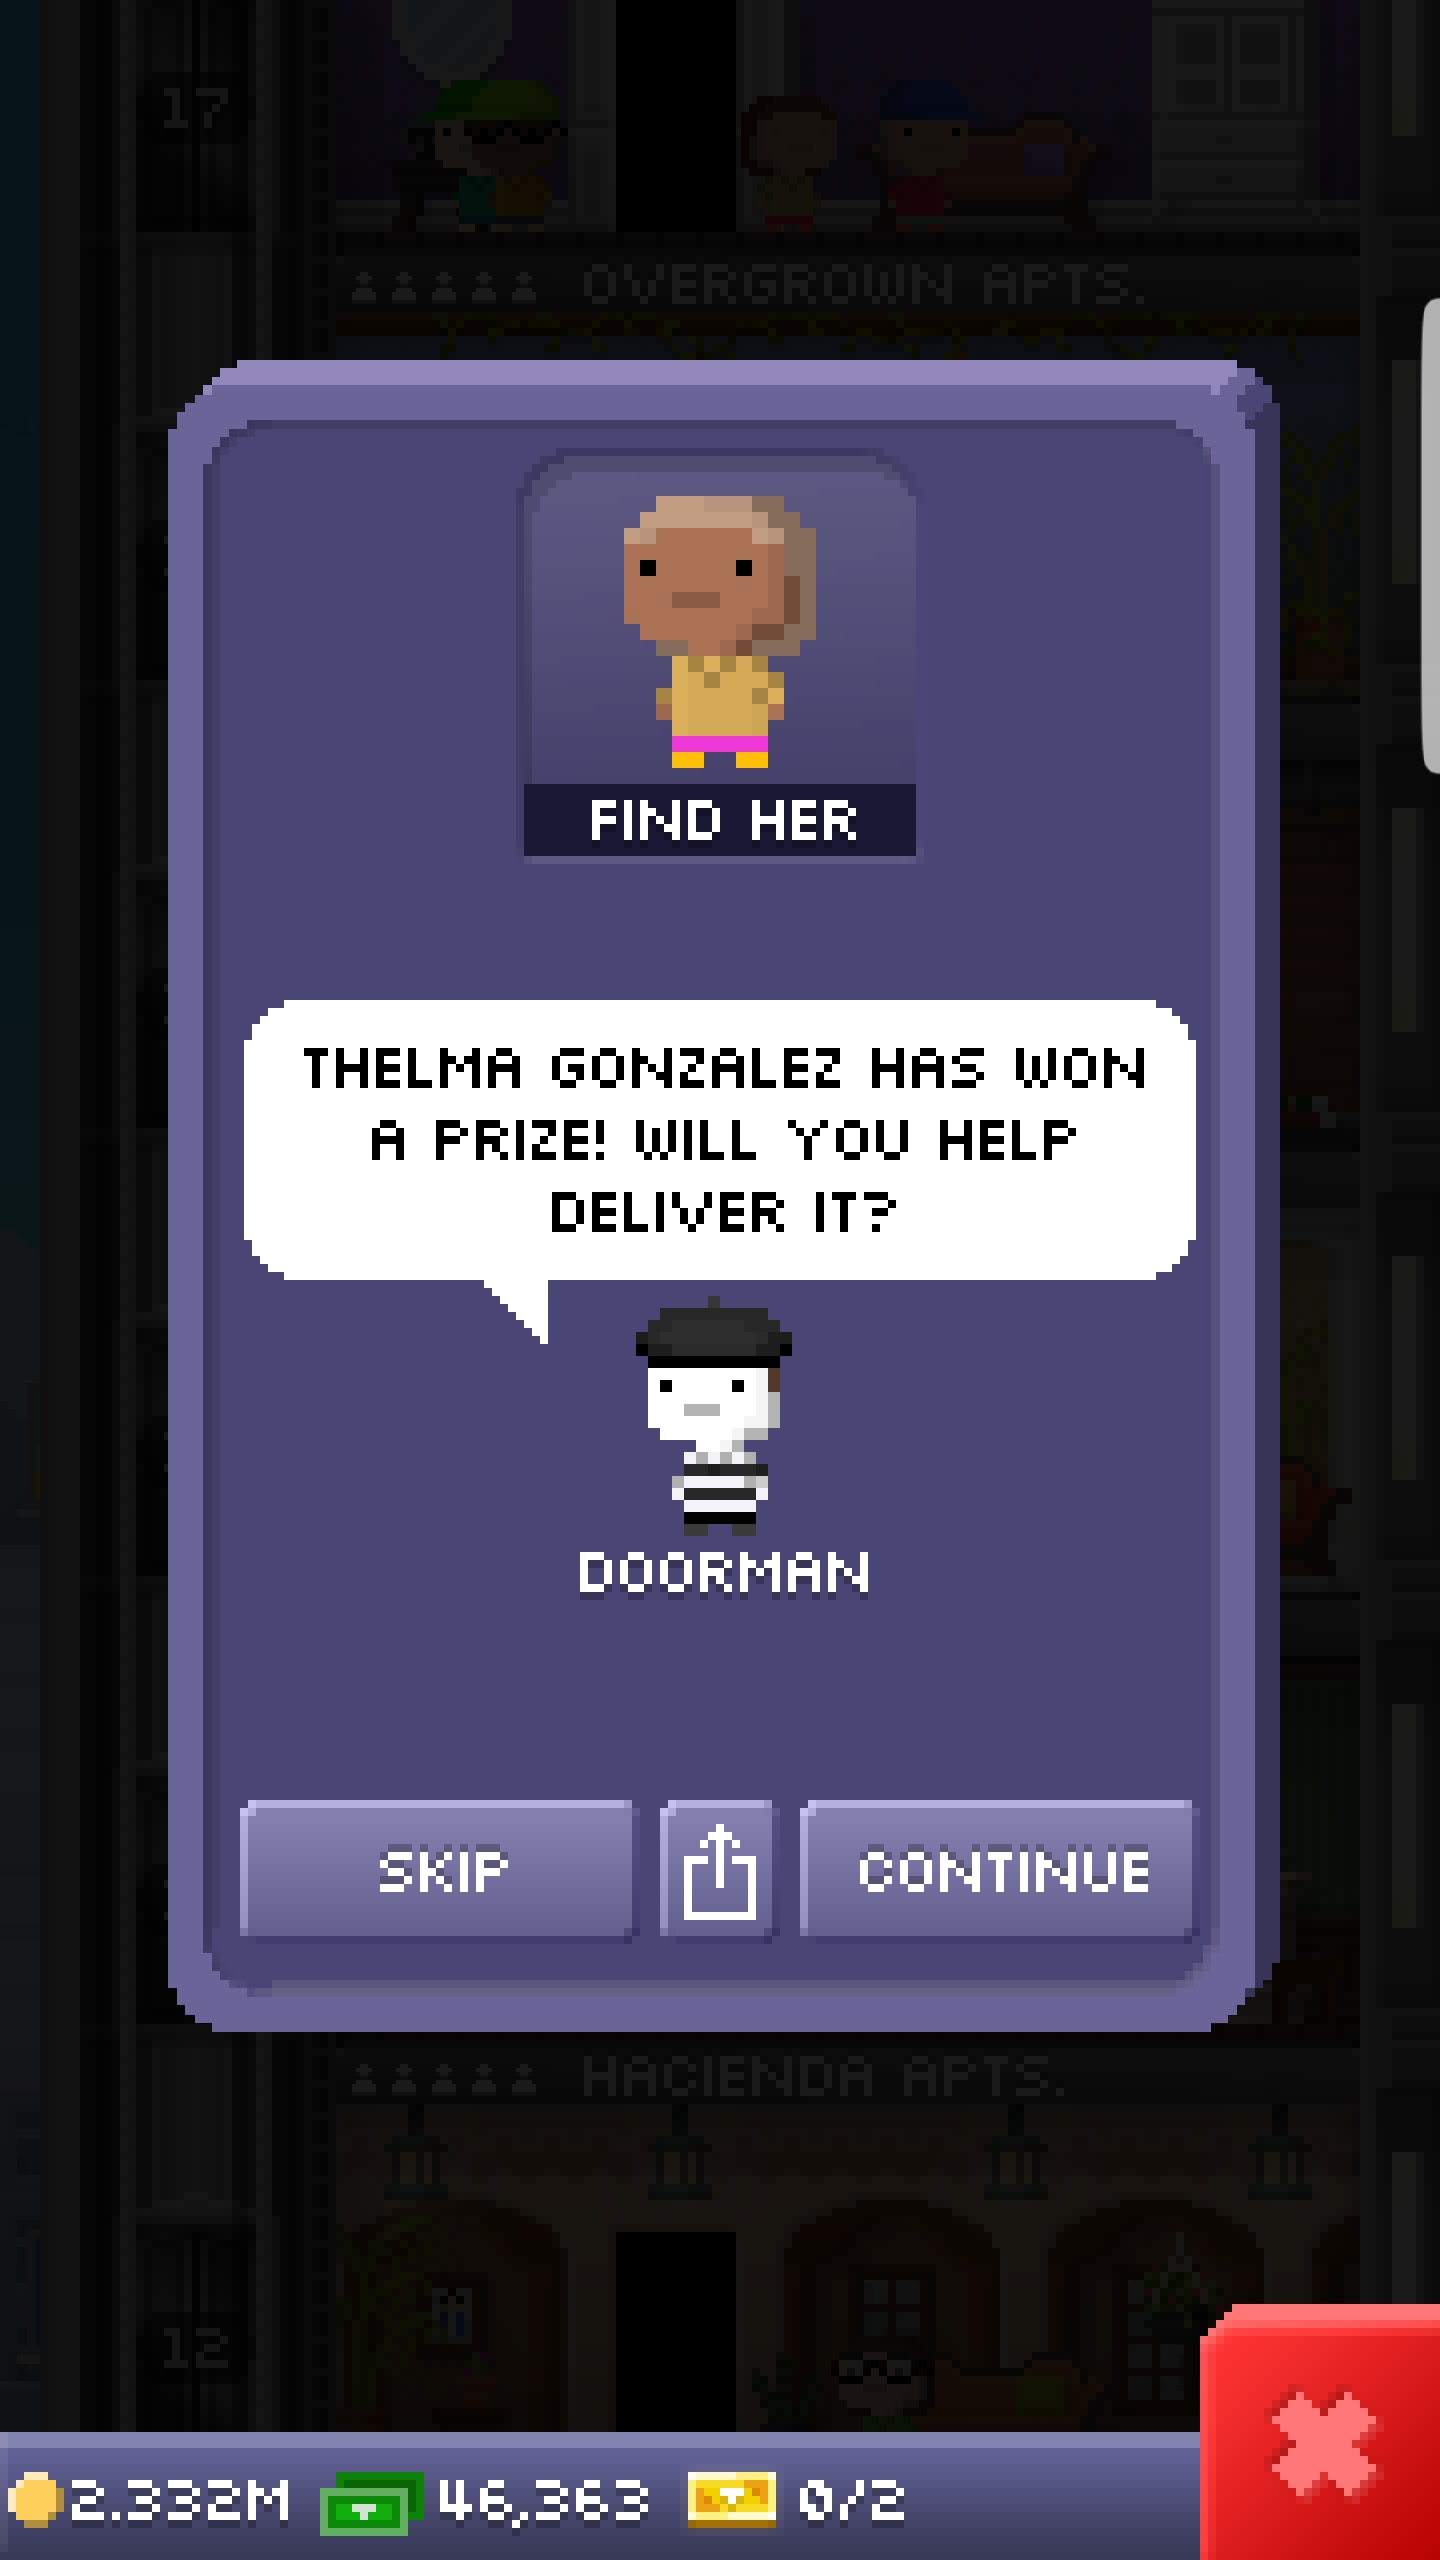 17
OVERGROWN APTS.
FIND HER
THELMA GONZALEZ HAS WON
A PRIZE! WILL YOU HELP
DELIVER IT?
DOORMAN
SKIP
CONTINUE
HACIENDA APTS.
12
2.332M 46,363 0/2